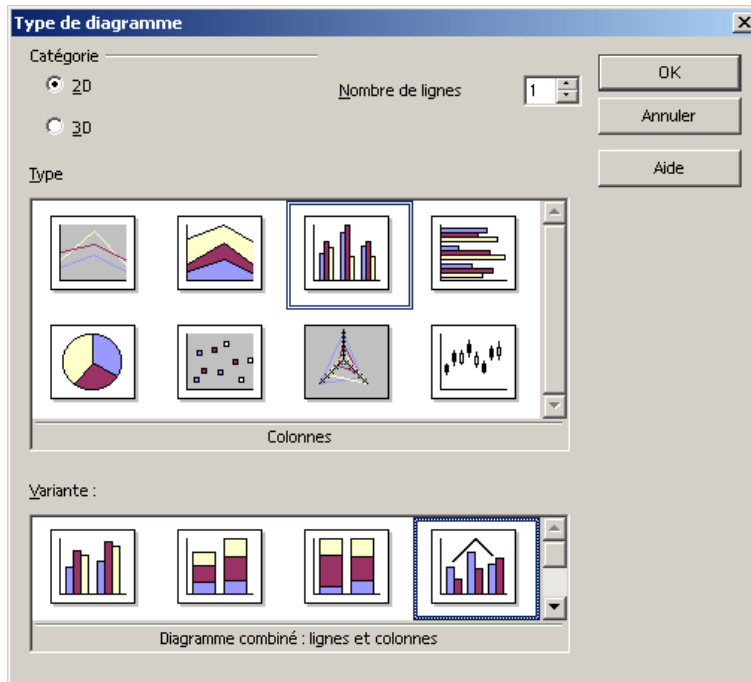 Type de diagramme
Catégorie
2D
Nombre de lignes
1
OK
3D
Annuler
Type
Aide
Colonnes
Variante :
Diagramme combiné : lignes et colonnes